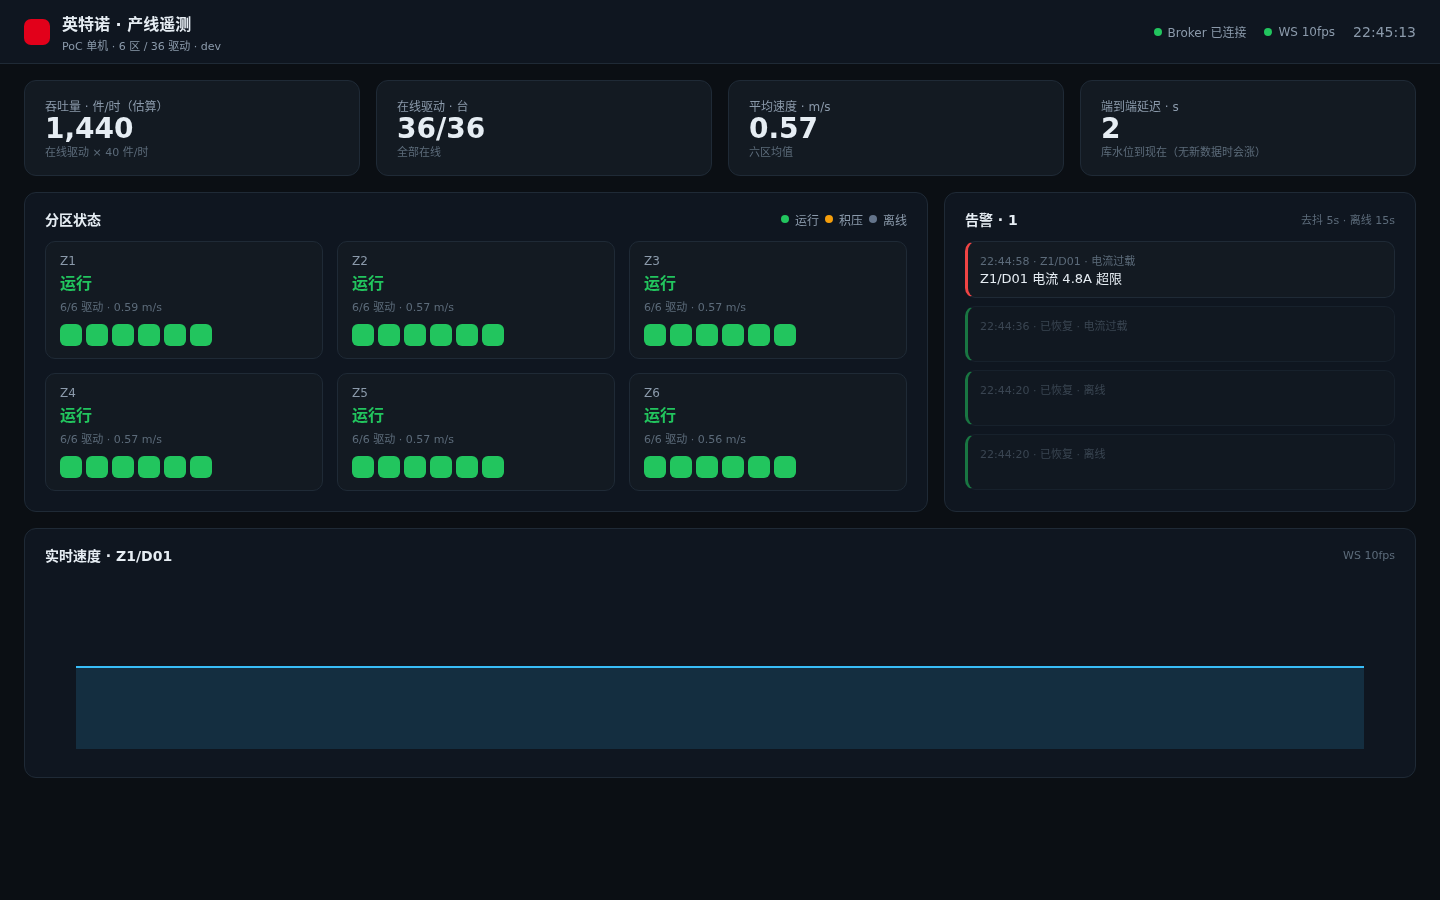 英特诺 · 产线遥测
PoC 单机 · 6 区 / 36 驱动 · dev
Broker 已连接
WS 10fps
22:45:13
吞吐量 · 件/时（估算）
1,440
在线驱动 × 40 件/时
在线驱动 · 台
36/36
全部在线
平均速度 · m/s
0.57
六区均值
端到端延迟 · s
2
库水位到现在（无新数据时会涨）
分区状态
运行
积压
离线
Z1
运行
6/6 驱动 · 0.59 m/s
Z2
运行
6/6 驱动 · 0.57 m/s
Z3
运行
6/6 驱动 · 0.57 m/s
Z4
运行
6/6 驱动 · 0.57 m/s
Z5
运行
6/6 驱动 · 0.57 m/s
Z6
运行
6/6 驱动 · 0.56 m/s
告警 · 1
去抖 5s · 离线 15s
22:44:58 · Z1/D01 · 电流过载
Z1/D01 电流 4.8A 超限
22:44:36 · 已恢复 · 电流过载
22:44:20 · 已恢复 · 离线
22:44:20 · 已恢复 · 离线
实时速度 · Z1/D01
WS 10fps